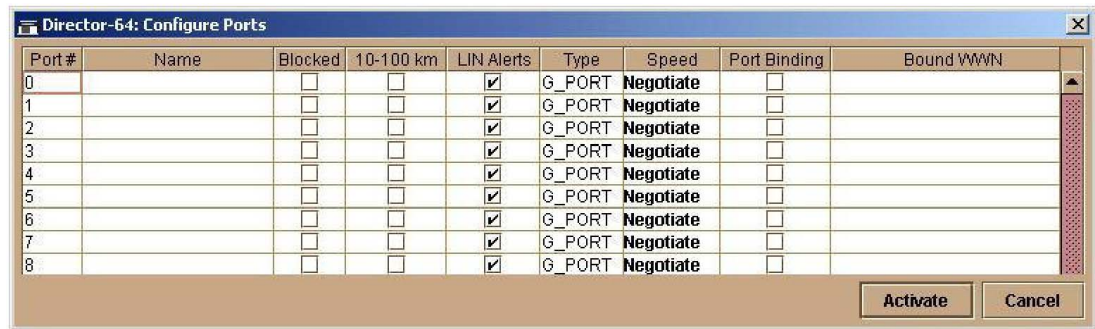 Director-64: Configure Ports
Port # Name Blocked 10-100 km LIN Alerts Type Speed Port Binding Bound WWN
0 G_PORT Negotiate
1 G_PORT Negotiate
2 G_PORT Negotiate
3 G_PORT Negotiate
4 G_PORT Negotiate
5 G_PORT Negotiate
6 G_PORT Negotiate
7 G_PORT Negotiate
8 G_PORT Negotiate
Activate Cancel